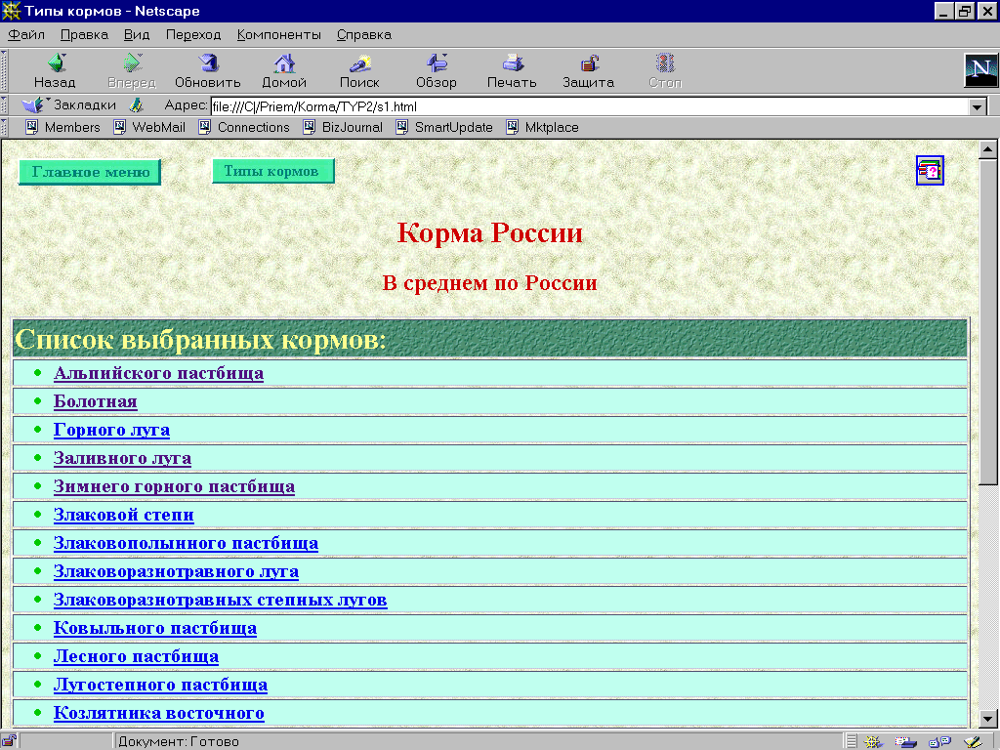 Типы кормов - Netscape
Файл Правка Вид Переход Компоненты Справка
Назад Вперед Обновить Домой Поиск Обзор Печать Защита Стоп
N
Закладки Адрес: file:///C|/Priem/Korma/TYP2/s1.html
Members WebMail Connections BizJournal SmartUpdate Mktplace
Главное меню Типы кормов
Корма России
В среднем по России
Список выбранных кормов:
Альпийского пастбища
Болотная
Горного луга
Заливного луга
Зимнего горного пастбища
Злаковой степи
Злаковополынного пастбища
Злаковоразнотравного луга
Злаковоразнотравных степных лугов
Ковыльного пастбища
Лесного пастбища
Лугостепного пастбища
Козлятника восточного
Документ: Готово